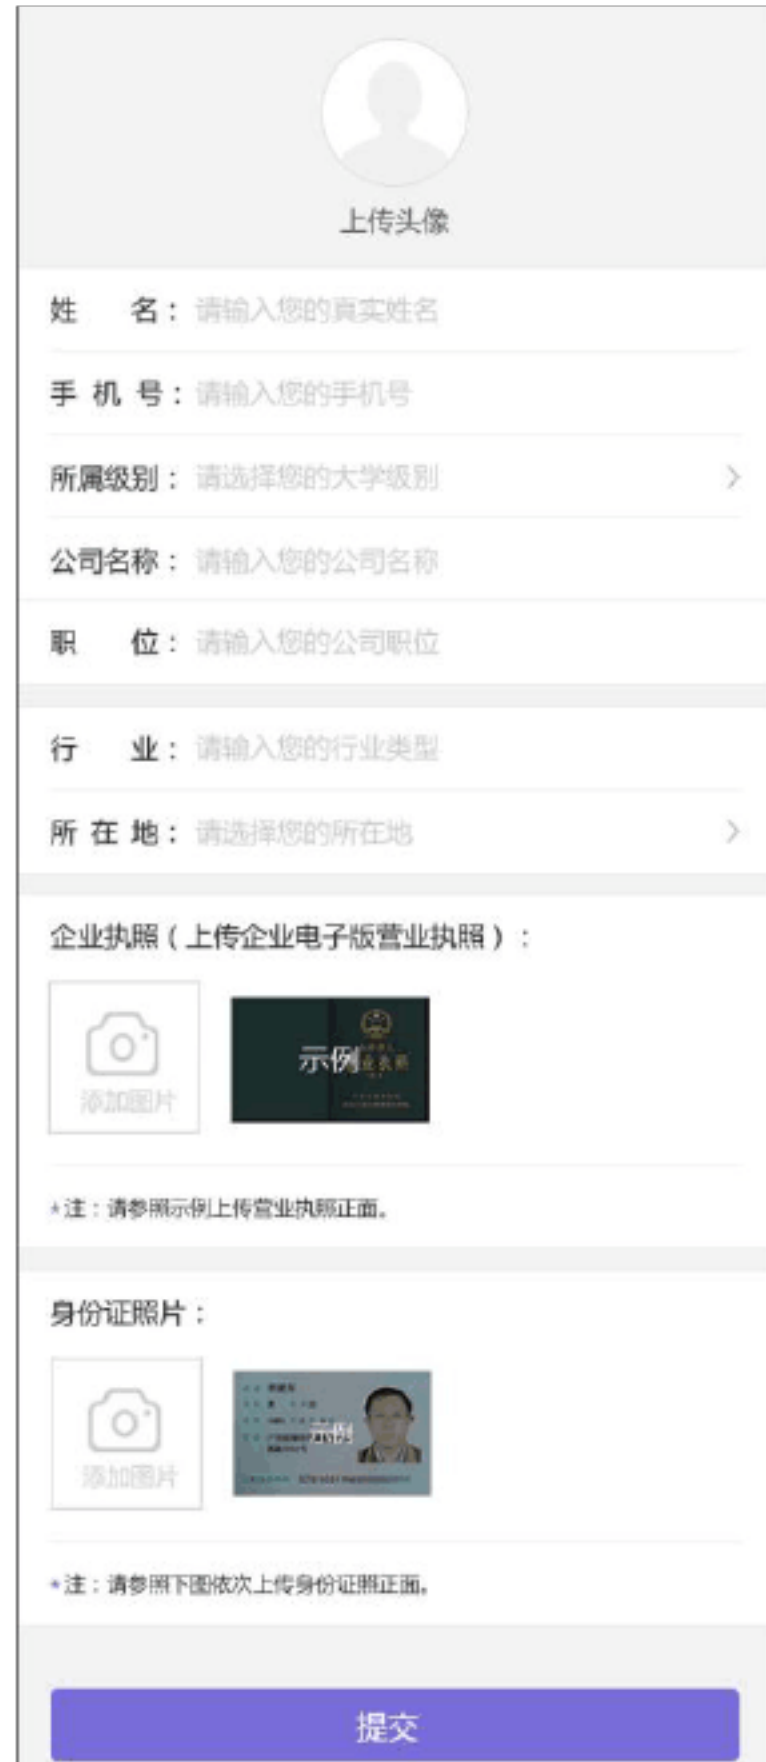 上传头像
姓 名：请输入您的真实姓名
手 机 号：请输入您的手机号
所属级别：请选择您的大学级别
公司名称：请输入您的公司名称
职 位：请输入您的公司职位
行 业：请输入您的行业类型
所 在 地：请选择您的所在地
企业执照（上传企业电子版营业执照）：
添加图片
示例
*注：请参照示例上传营业执照正面。
身份证照片：
添加图片
示例
*注：请参照下图依次上传身份证照正面。
提交